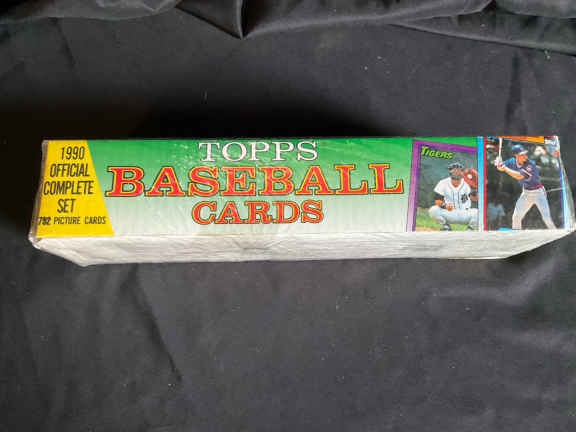 1990
OFFICIAL
COMPLETE
SET
792 PICTURE CARDS
TOPPS
BASEBALL
CARDS
TIGERS